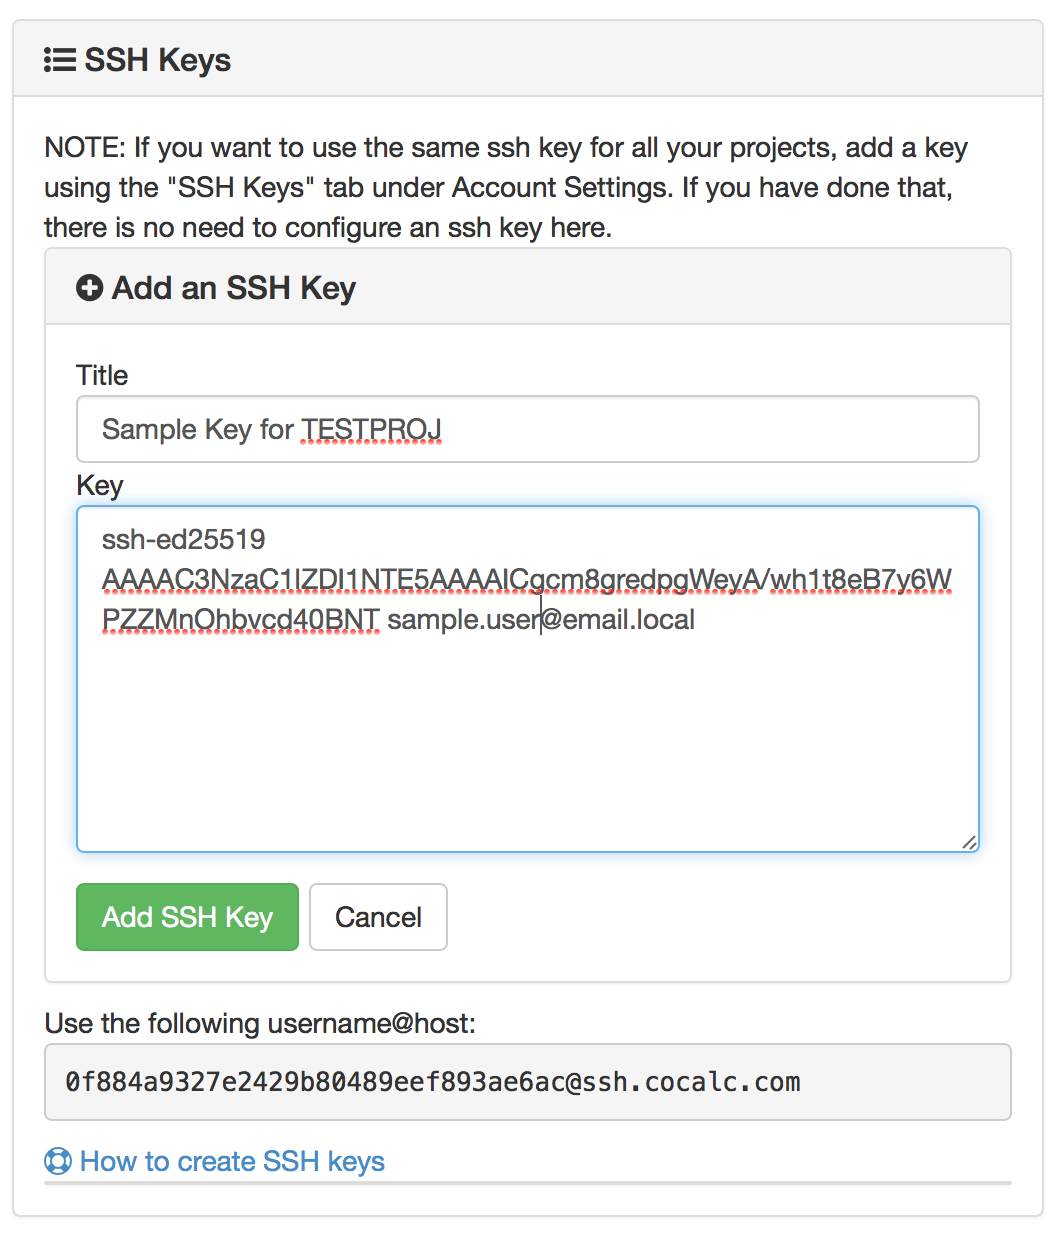 SSH Keys
NOTE: If you want to use the same ssh key for all your projects, add a key
using the "SSH Keys" tab under Account Settings. If you have done that,
there is no need to configure an ssh key here.
Add an SSH Key
Title
Sample Key for TESTPROJ
Key
ssh-ed25519
AAAAC3NzaC1lZDI1NTE5AAAAICgcm8gredpgWeyA/wh1t8eB7y6W
PZZMnOhbvcd40BNT sample.user@email.local
Add SSH Key
Cancel
Use the following username@host:
0f884a9327e2429b80489eef893ae6ac@ssh.cocalc.com
How to create SSH keys